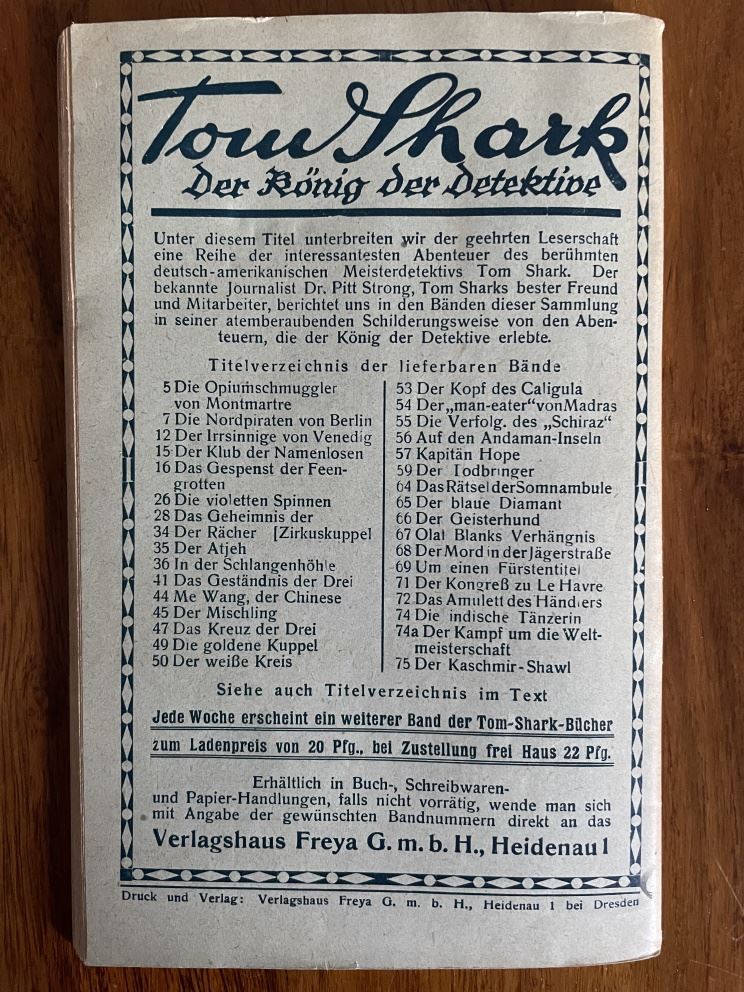 Tom Shark
Der König der Detektive
Unter diesem Titel unterbreiten wir der geehrten Leserschaft
eine Reihe der interessantesten Abenteuer des berühmten
deutsch-amerikanischen Meisterdetektivs Tom Shark. Der
bekannte Journalist Dr. Pitt Strong, Tom Sharks bester Freund
und Mitarbeiter, berichtet uns in den Bänden dieser Sammlung
in seiner atemberaubenden Schilderungsweise von den Aben-
teuern, die der König der Detektive erlebte.
Titelverzeichnis der lieferbaren Bände
5 Die Opiumschmuggler
von Montmartre
7 Die Nordpiraten von Berlin
12 Der Irrsinnige von Venedig
15 Der Klub der Namenlosen
16 Das Gespenst der Feen-
grotten
26 Die violetten Spinnen
28 Das Geheimnis der
34 Der Rächer [Zirkuskuppel
35 Der Atjeh
36 In der Schlangenhöhle
41 Das Geständnis der Drei
44 Me Wang, der Chinese
45 Der Mischling
47 Das Kreuz der Drei
49 Die goldene Kuppel
50 Der weiße Kreis
53 Der Kopf des Caligula
54 Der „man-eater“ von Madras
55 Die Verfolg. des „Schiraz“
56 Auf den Andaman-Inseln
57 Kapitän Hope
59 Der Todbringer
64 Das Rätsel der Somnambule
65 Der blaue Diamant
66 Der Geisterhund
67 Olaf Blanks Verhängnis
68 Der Mord in der Jägerstraße
69 Um einen Fürstentitel
71 Der Kongreß zu Le Havre
72 Das Amulett des Händlers
74 Die indische Tänzerin
74a Der Kampf um die Welt-
meisterschaft
75 Der Kaschmir-Shawl
Siehe auch Titelverzeichnis im Text
Jede Woche erscheint ein weiterer Band der Tom-Shark-Bücher
zum Ladenpreis von 20 Pfg., bei Zustellung frei Haus 22 Pfg.
Erhältlich in Buch-, Schreibwaren-
und Papier-Handlungen, falls nicht vorrätig, wende man sich
mit Angabe der gewünschten Bandnummern direkt an das
Verlagshaus Freya G. m. b. H., Heidenau 1
Druck und Verlag: Verlagshaus Freya G. m. b. H., Heidenau 1 bei Dresden